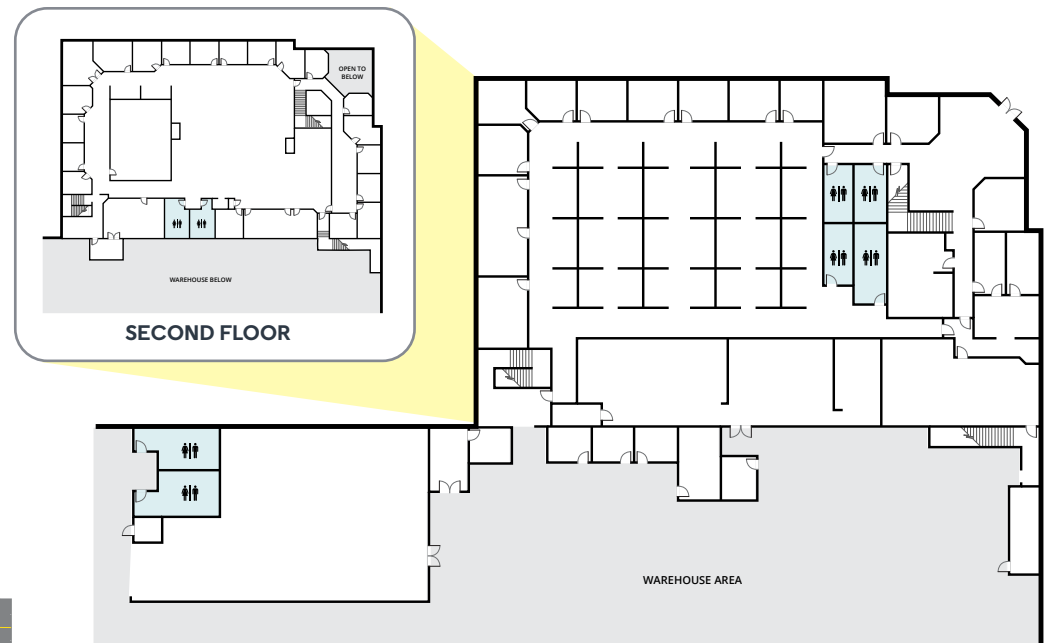 OPEN TO
BELOW
WAREHOUSE BELOW
SECOND FLOOR
WAREHOUSE AREA